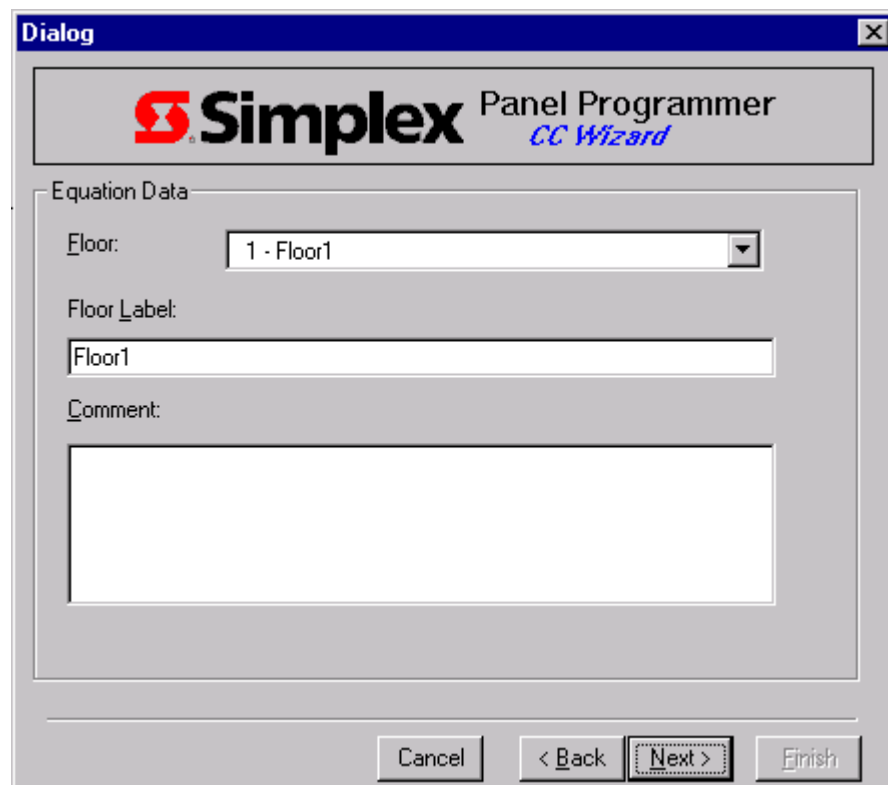 Dialog
Simplex Panel Programmer
CC Wizard
Equation Data
Floor: 1 - Floor1
Floor Label:
Floor1
Comment:
Cancel < Back Next > Finish